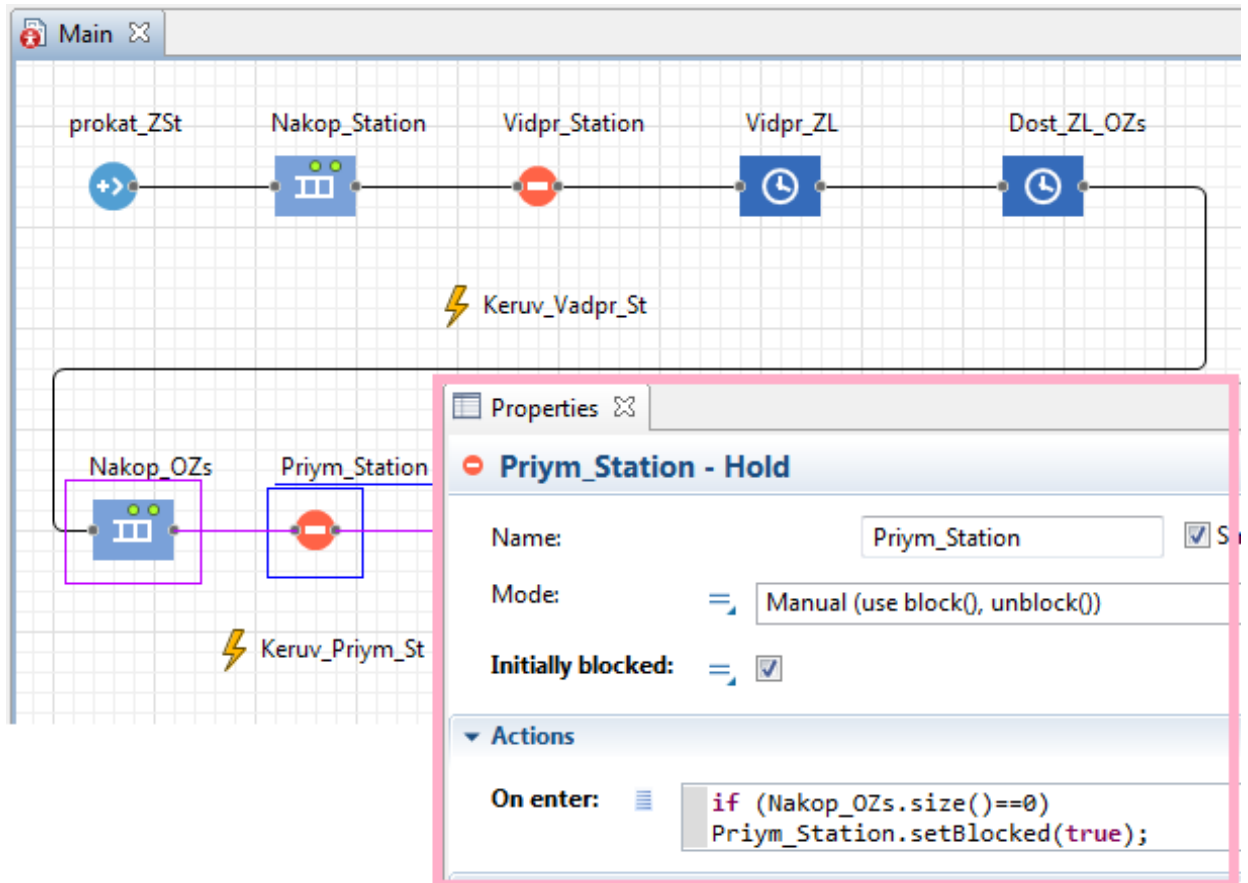 Main
prokat_ZSt Nakop_Station Vidpr_Station Vidpr_ZL Dost_ZL_OZs
Keruv_Vadpr_St
Nakop_OZs Priym_Station
Keruv_Priym_St
Properties
Priym_Station - Hold
Name: Priym_Station
Mode: Manual (use block(), unblock())
Initially blocked:
Actions
On enter: if (Nakop_OZs.size()==0)
Priym_Station.setBlocked(true);